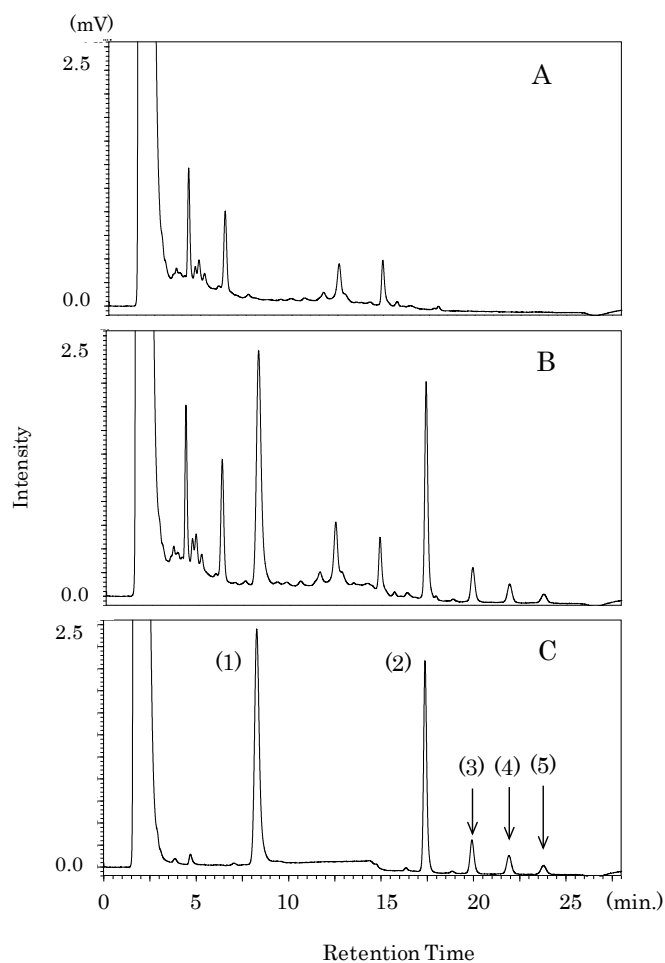 (mV)
2.5
A
0.0
2.5
B
Intensity
0.0
2.5
(1)
(2)
C
(3) (4) (5)
0.0
0 5 10 15 20 25 (min.)
Retention Time